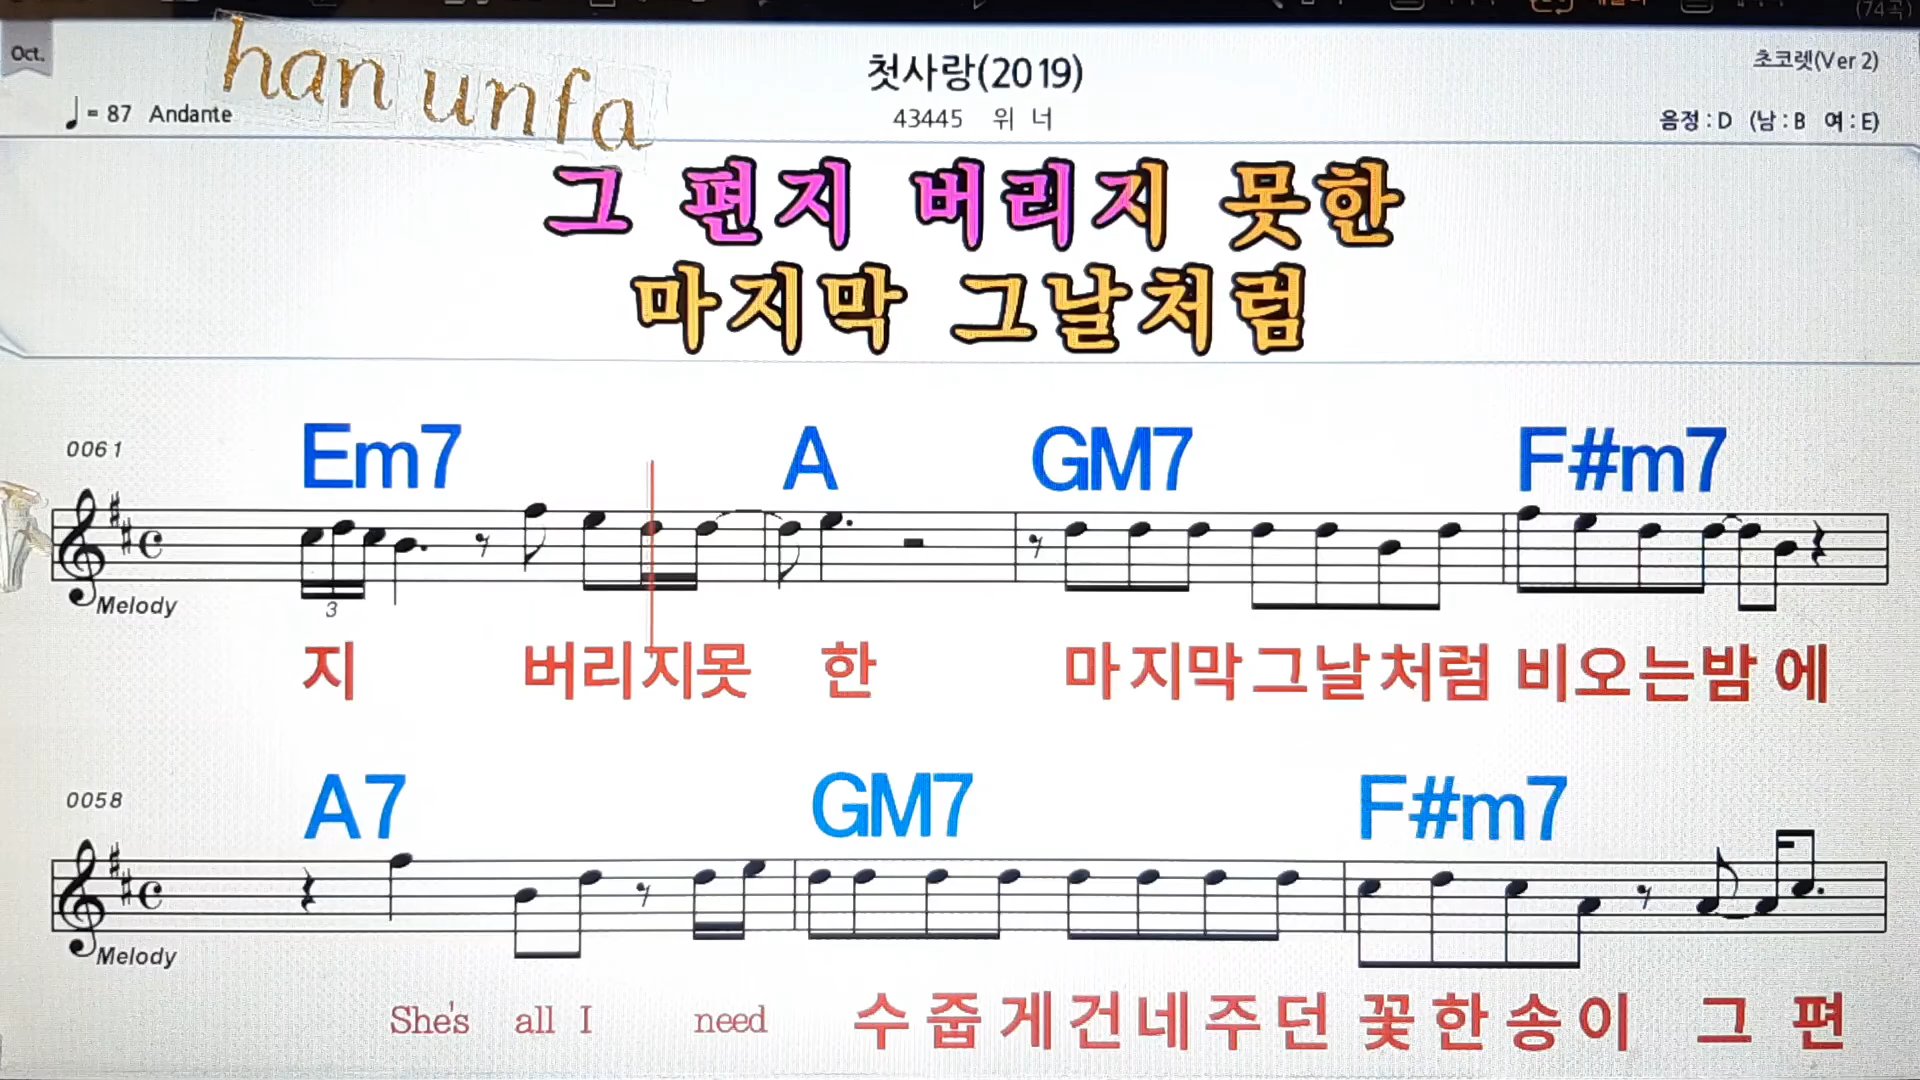 (74곡)
Oct.
han unfa
첫사랑(2019)
초코렛(Ver 2)
♩= 87 Andante
43445 위 너
음정 : D (남 : B 여 : E)
그 편지 버리지 못한
마지막 그날처럼
Em7 A GM7 F#m7
0061
3
Melody
지 버리지못 한 마지막그날처럼 비오는밤 에
A7 GM7 F#m7
0058
Melody
She's all I need 수줍게건네주던 꽃한송이 그 편